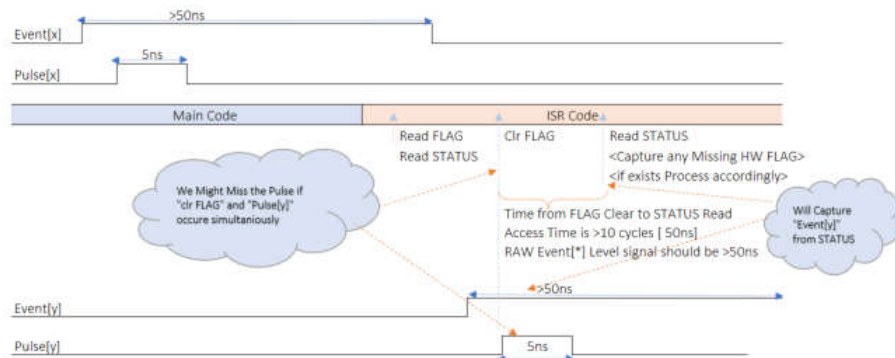 >50ns
Event[x]
5ns
Pulse[x]
Main Code
ISR Code
Read FLAG
Read STATUS
Clr FLAG
Read STATUS
<Capture any Missing HW FLAG>
<if exists Process accordingly>
We Might Miss the Pulse if
"clr FLAG" and "Pulse[y]"
occure simultaniously
Time from FLAG Clear to STATUS Read
Access Time is >10 cycles [ 50ns]
RAW Event[*] Level signal should be >50ns
Will Capture
"Event[y]"
from STATUS
>50ns
Event[y]
5ns
Pulse[y]